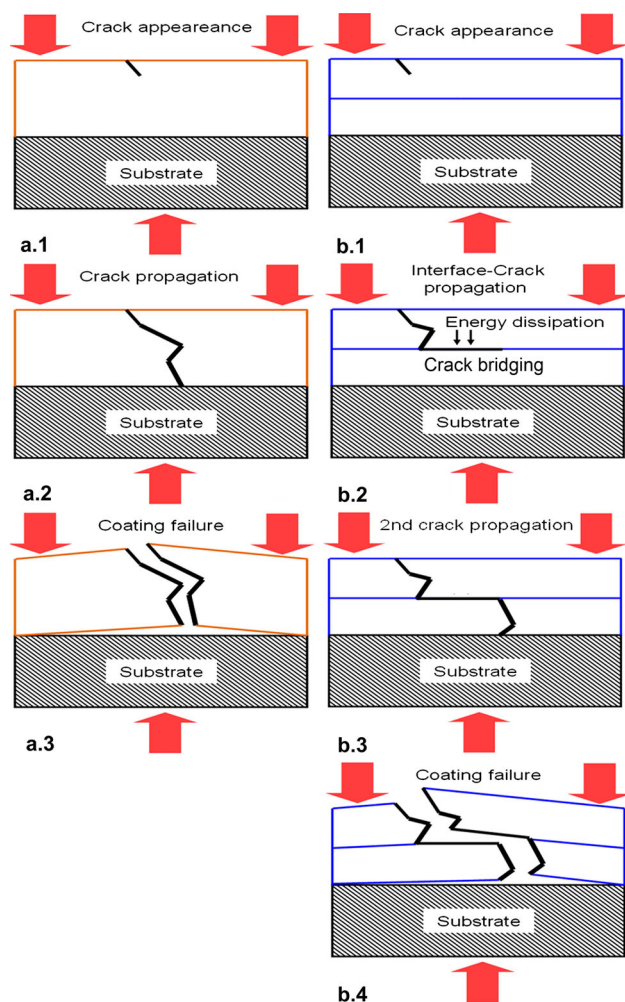 Crack appeareance
Substrate
a.1
Crack appearance
Substrate
b.1
Crack propagation
Substrate
a.2
Interface-Crack
propagation
Energy dissipation
Crack bridging
Substrate
b.2
Coating failure
Substrate
a.3
2nd crack propagation
Substrate
b.3
Coating failure
Substrate
b.4